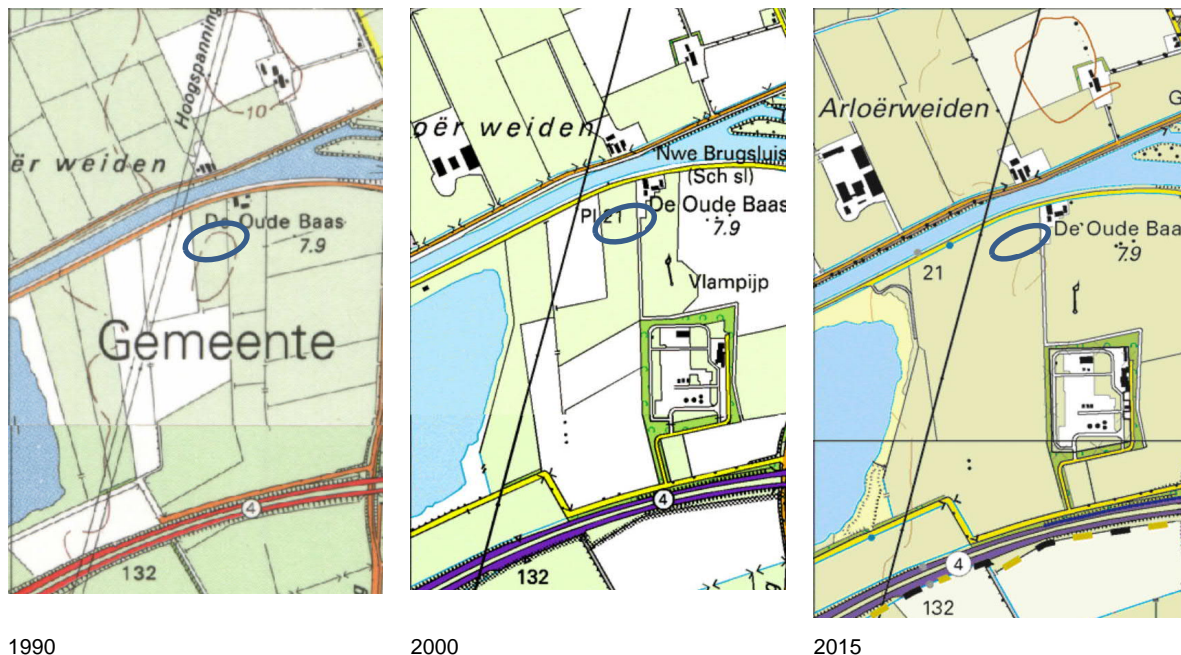 Hoogspanning
10
ër weiden
De Oude Baas
7.9
Gemeente
4
132
oër weiden
Nwe Brugsluis
(Sch sl)
Pl 21
De Oude Baas
7.9
Vlampijp
4
132
Arloërweiden
G
De Oude Baa
7.9
21
4
132
1990
2000
2015